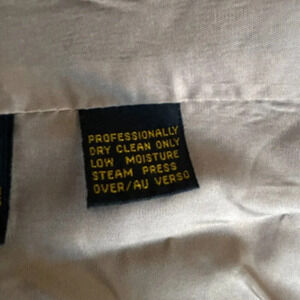 PROFESSIONALLY
DRY CLEAN ONLY
LOW MOISTURE
STEAM PRESS
OVER/AU VERSO